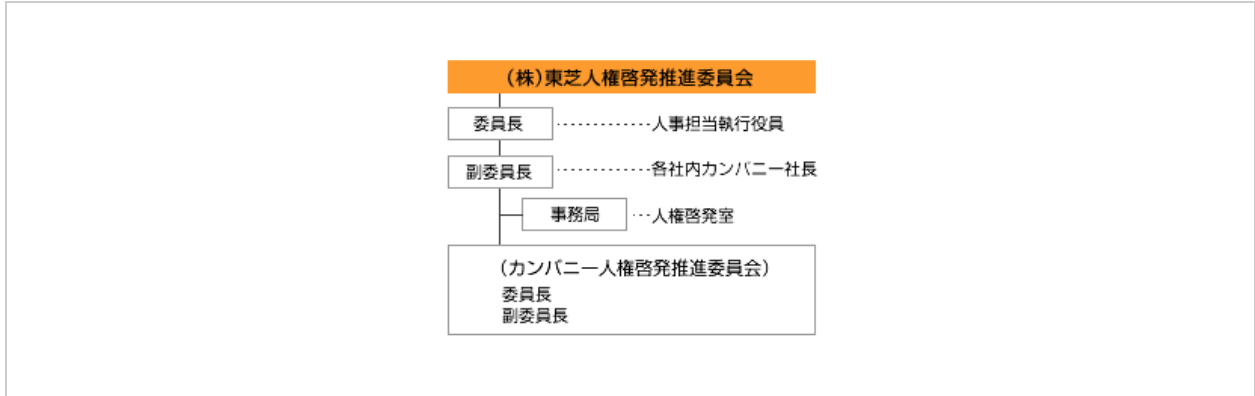 (株)東芝人権啓発推進委員会
委員長 ‥‥‥‥‥‥人事担当執行役員
副委員長 ‥‥‥‥‥‥各社内カンパニー社長
事務局 ‥人権啓発室
(カンパニー人権啓発推進委員会)
委員長
副委員長